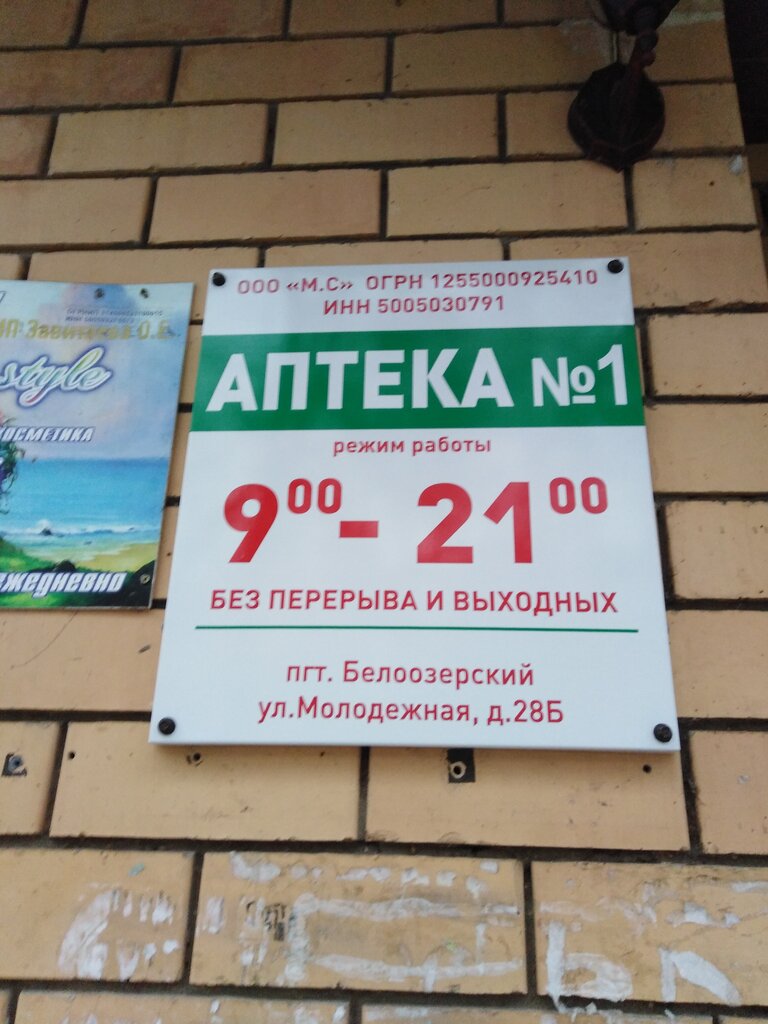 ООО «М.С» ОГРН 1255000925410
ИНН 5005030791
АПТЕКА №1
режим работы
9⁰⁰- 21⁰⁰
БЕЗ ПЕРЕРЫВА И ВЫХОДНЫХ
пгт. Белоозерский
ул.Молодежная, д.28Б
style
КОСМЕТИКА
ежедневно